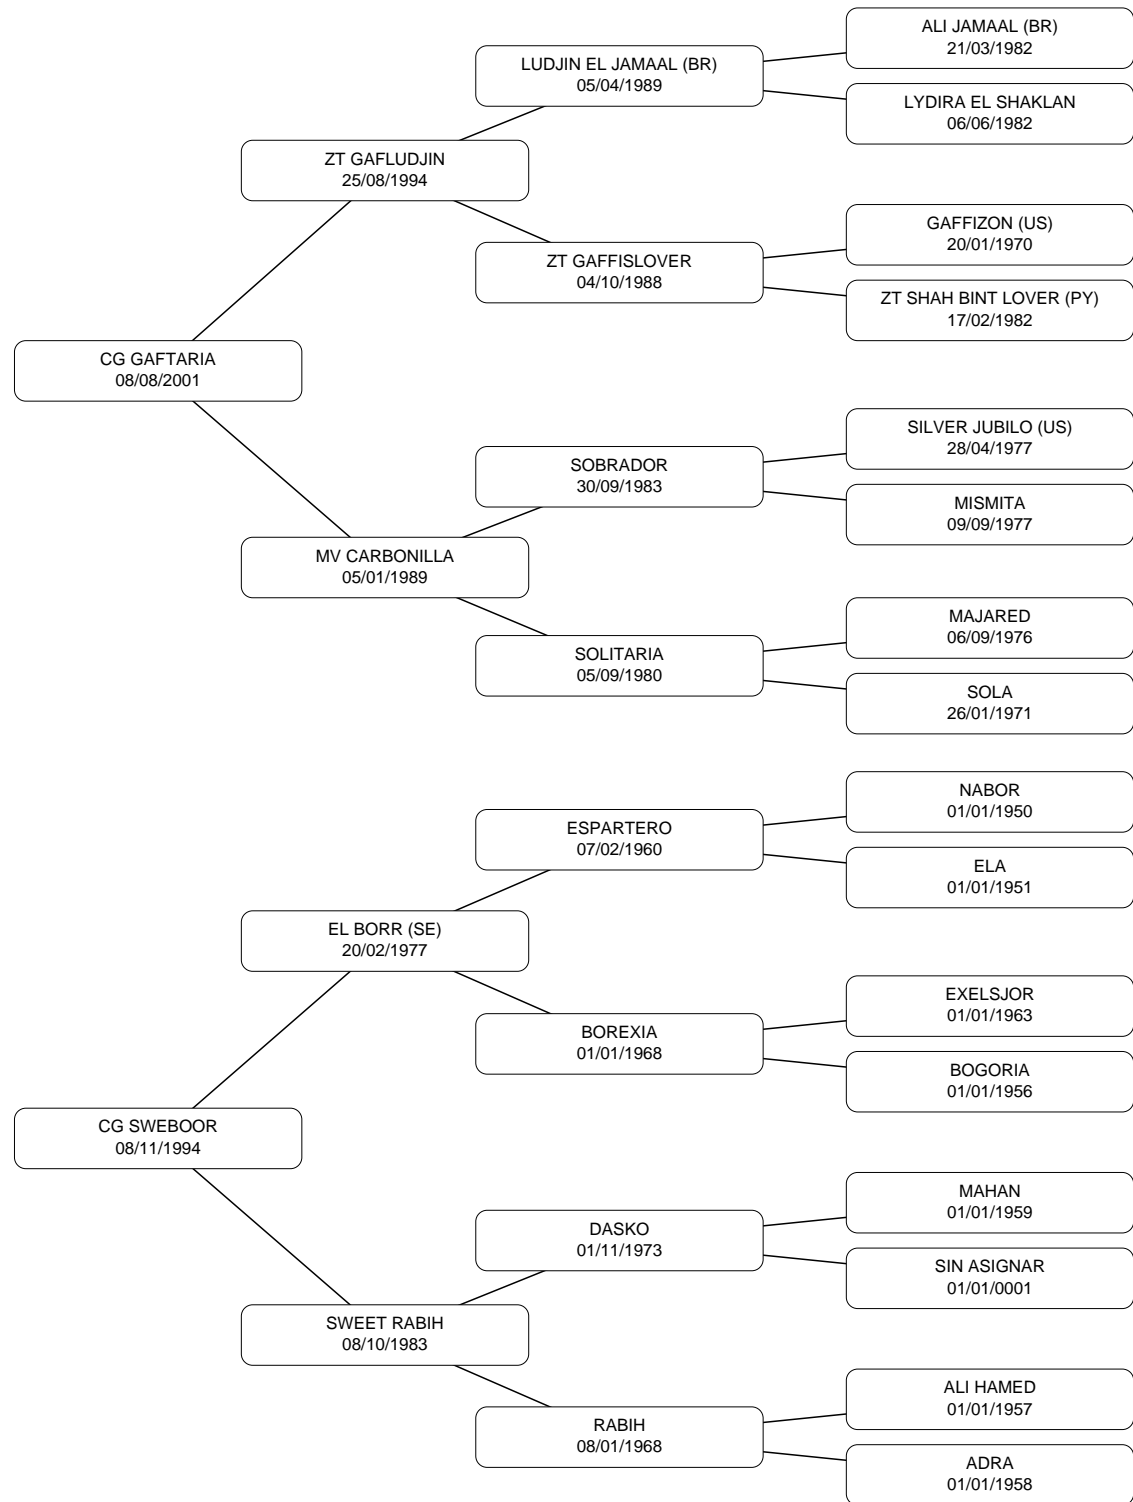 ALI JAMAAL (BR)
21/03/1982
LUDJIN EL JAMAAL (BR)
05/04/1989
LYDIRA EL SHAKLAN
06/06/1982
ZT GAFLUDJIN
25/08/1994
GAFFIZON (US)
20/01/1970
ZT GAFFISLOVER
04/10/1988
ZT SHAH BINT LOVER (PY)
17/02/1982
CG GAFTARIA
08/08/2001
SILVER JUBILO (US)
28/04/1977
SOBRADOR
30/09/1983
MISMITA
09/09/1977
MV CARBONILLA
05/01/1989
MAJARED
06/09/1976
SOLITARIA
05/09/1980
SOLA
26/01/1971
NABOR
01/01/1950
ESPARTERO
07/02/1960
ELA
01/01/1951
EL BORR (SE)
20/02/1977
EXELSJOR
01/01/1963
BOREXIA
01/01/1968
BOGORIA
01/01/1956
CG SWEBOOR
08/11/1994
MAHAN
01/01/1959
DASKO
01/11/1973
SIN ASIGNAR
01/01/0001
SWEET RABIH
08/10/1983
ALI HAMED
01/01/1957
RABIH
08/01/1968
ADRA
01/01/1958